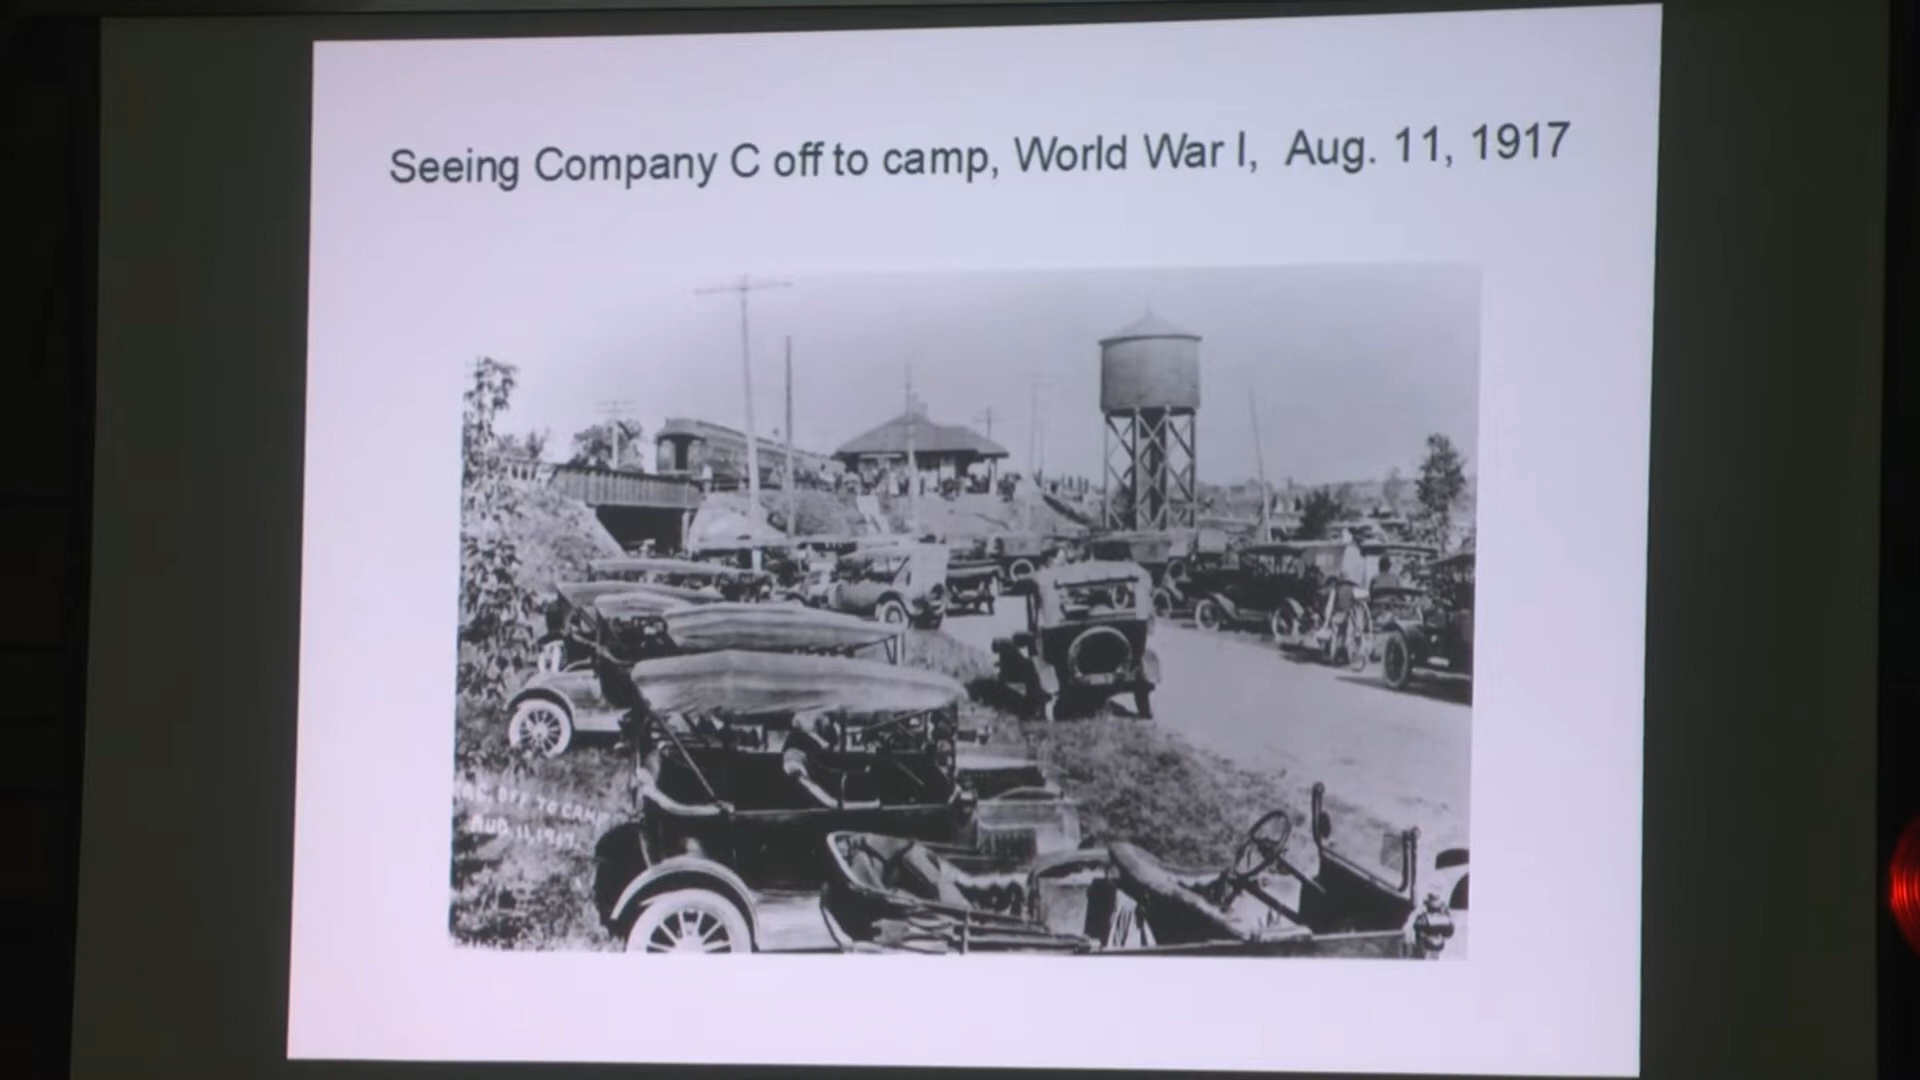 Seeing Company C off to camp, World War I, Aug. 11, 1917
OFF TO CAMP
AUG. 11, 1917